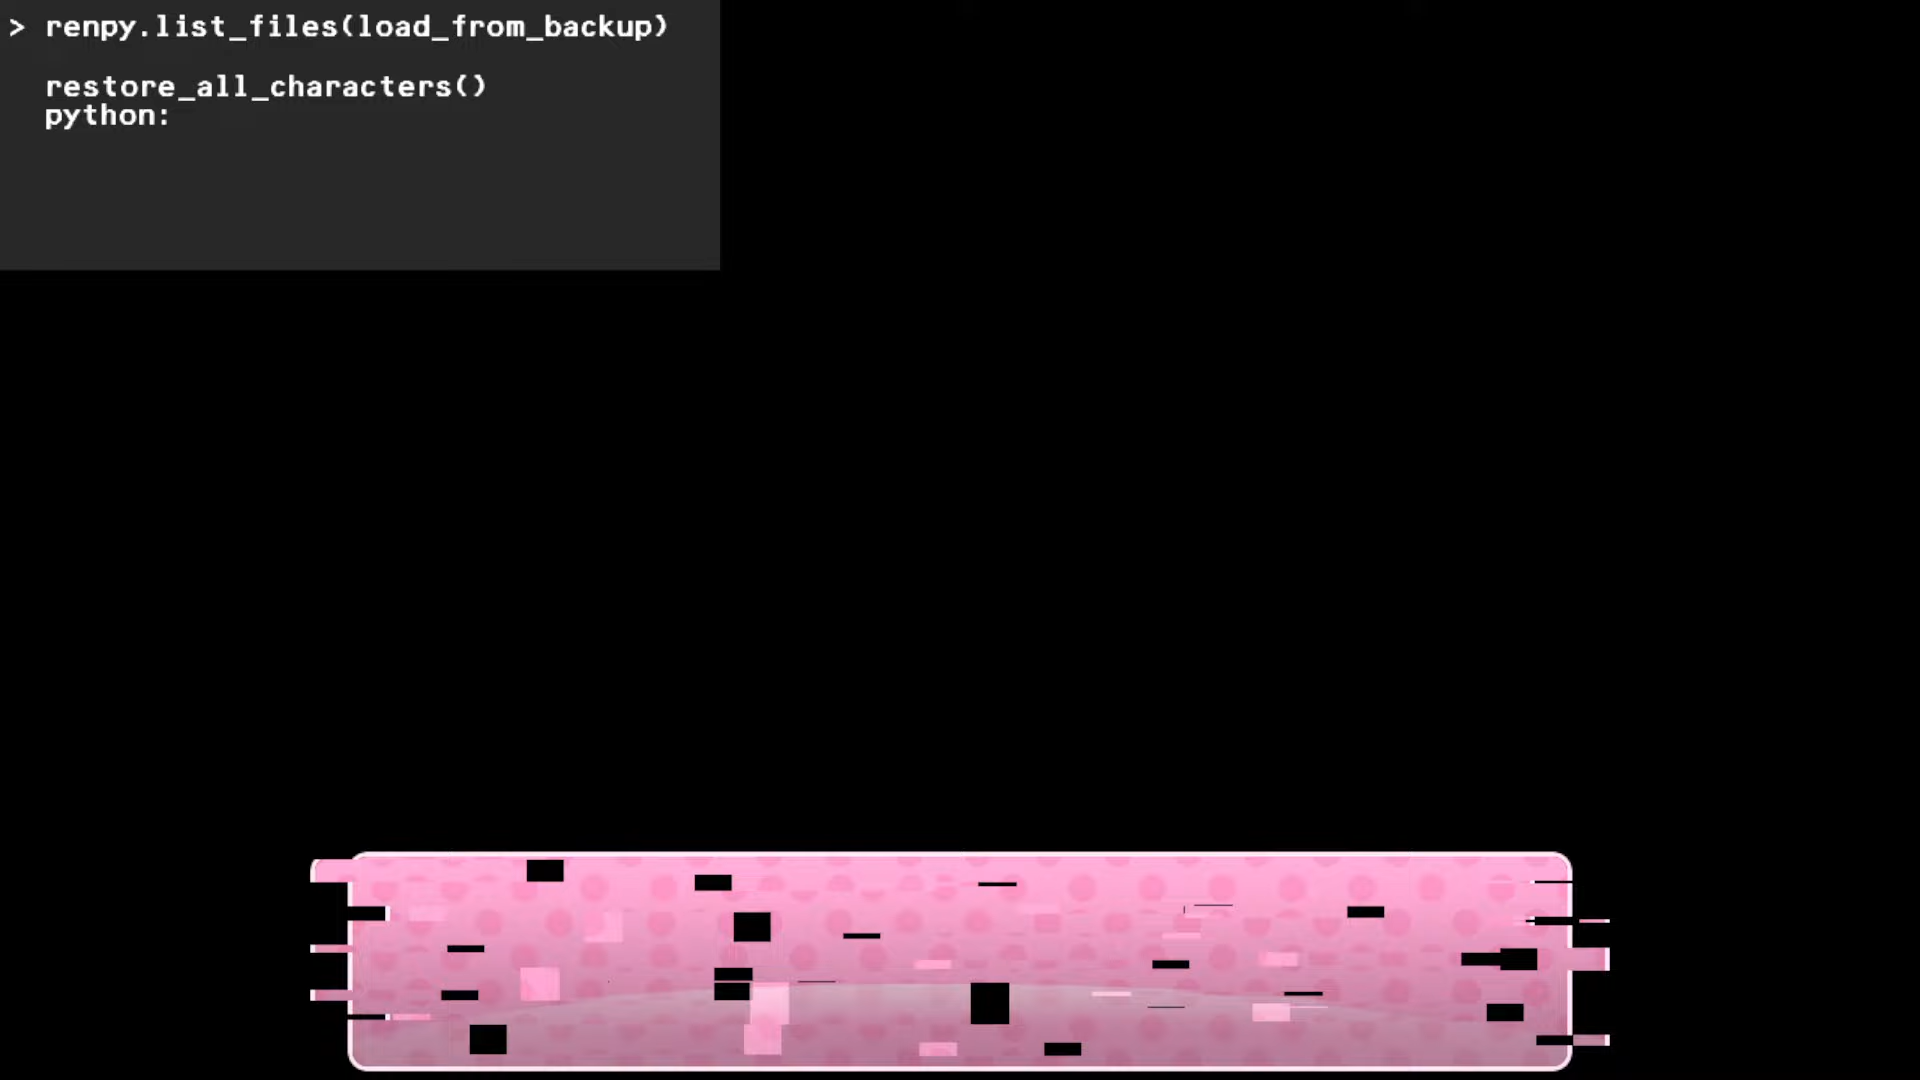 > renpy.list_files(load_from_backup)
restore_all_characters()
python: